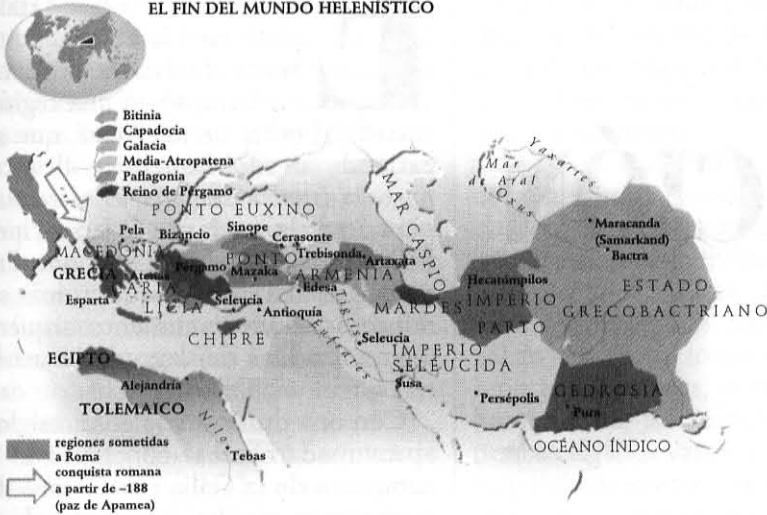 EL FIN DEL MUNDO HELENÍSTICO
Bitinia
Capadocia
Galacia
Media-Atropatena
Paflagonia
Reino de Pérgamo
PONTO EUXINO
MAR CASPIO
Mar
de Aral
Yaxartes
Oxus
Maracanda
(Samarkand)
Bactra
ESTADO
GRECOBACTRIANO
Pela
Bizancio
Sinope
Cerasonte
MACEDONIA
PONTO
Trebisonda
Artaxata
GRECIA
Atenas
Pérgamo
Mazaka
ARMENIA
Hecanímpilos
Esparta
CARIA
Edesa
MARDES
IMPERIO
PARTO
LICIA
Seleucia
Antioquía
Tigris
Eufrates
CHIPRE
Seleucia
IMPERIO
SELEUCIDA
EGIPTO
Susa
Persépolis
GEDROSIA
Pura
Alejandría
TOLEMAICO
Nilo
Tebas
OCÉANO ÍNDICO
regiones sometidas
a Roma
conquista romana
a partir de –188
(paz de Apamea)